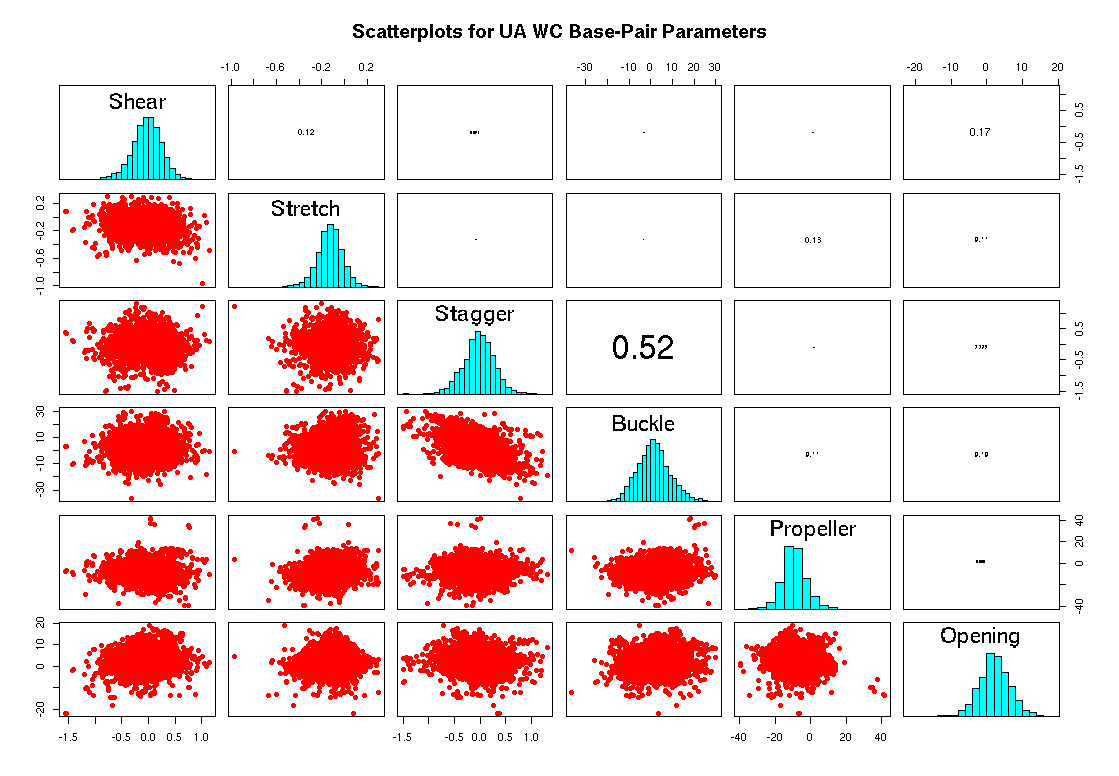 Scatterplots for UA WC Base-Pair Parameters
-1.0 -0.6 -0.2 0.2
-30 -10 0 10 20 30
-20 -10 0 10 20
Shear
0.12
0.17
-1.5 -0.5 0.5
Stretch
0.13
-1.0 -0.6 -0.2 0.2
Stagger
0.52
-1.5 -0.5 0.5
Buckle
-30 -10 10 30
Propeller
-40 0 20 40
Opening
-20 0 10 20
-1.5 -0.5 0.0 0.5 1.0
-1.5 -0.5 0.0 0.5 1.0
-40 -20 0 20 40